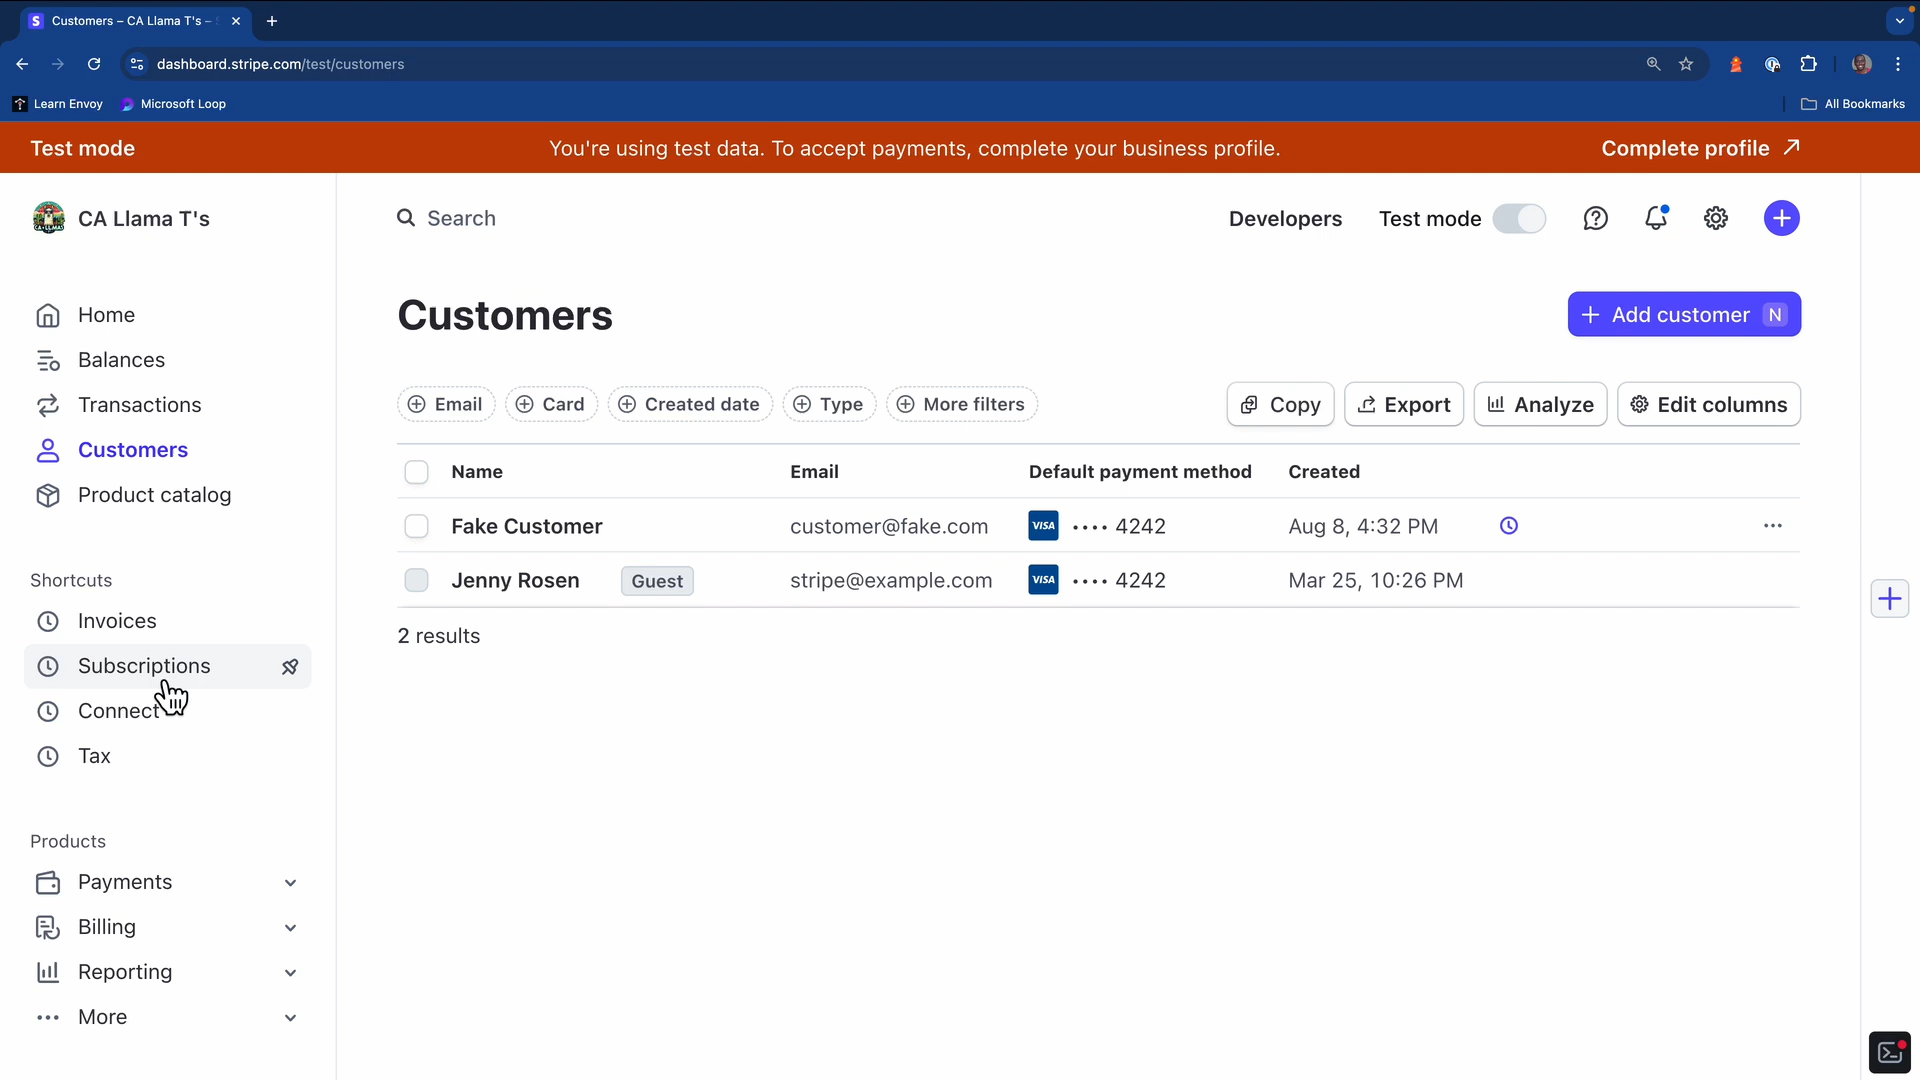 Customers – CA Llama T's –
dashboard.stripe.com/test/customers
Learn Envoy
Microsoft Loop
All Bookmarks
Test mode
You're using test data. To accept payments, complete your business profile.
Complete profile
CA Llama T's
Search
Developers
Test mode
Home
Balances
Transactions
Customers
Product catalog
Shortcuts
Invoices
Subscriptions
Connect
Tax
Products
Payments
Billing
Reporting
More
Customers
Add customer N
Email
Card
Created date
Type
More filters
Copy
Export
Analyze
Edit columns
Name Email Default payment method Created
Fake Customer customer@fake.com VISA •••• 4242 Aug 8, 4:32 PM
Jenny Rosen Guest stripe@example.com VISA •••• 4242 Mar 25, 10:26 PM
2 results